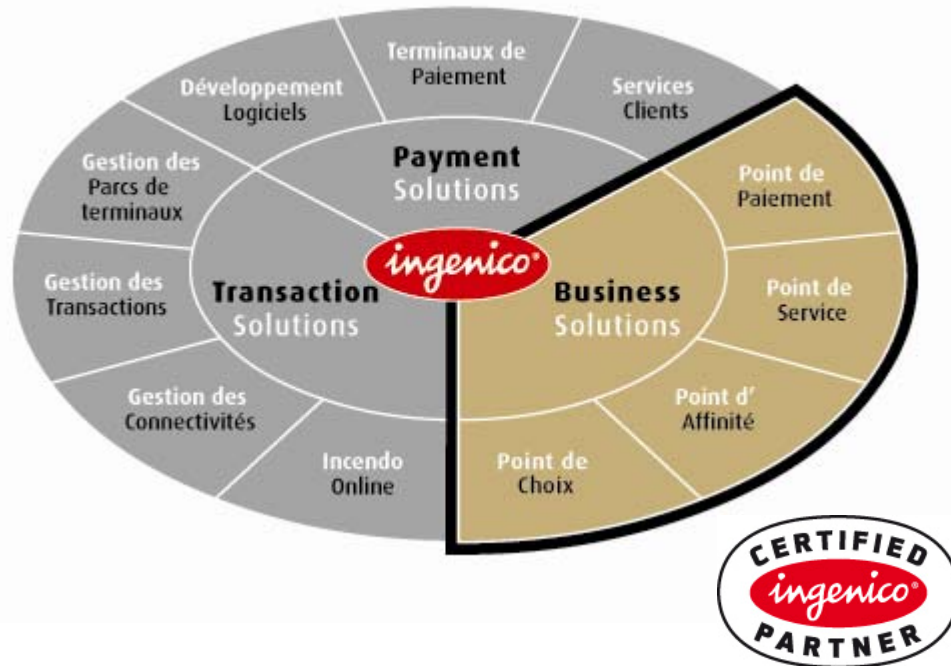 Terminaux de
Paiement
Développement
Logiciels
Services
Clients
Gestion des
Parcs de
terminaux
Payment
Solutions
Point de
Paiement
ingenico®
Gestion des
Transactions
Transaction
Solutions
Business
Solutions
Point de
Service
Gestion des
Connectivités
Point d'
Affinité
Incendo
Online
Point de
Choix
CERTIFIED
ingenico®
PARTNER